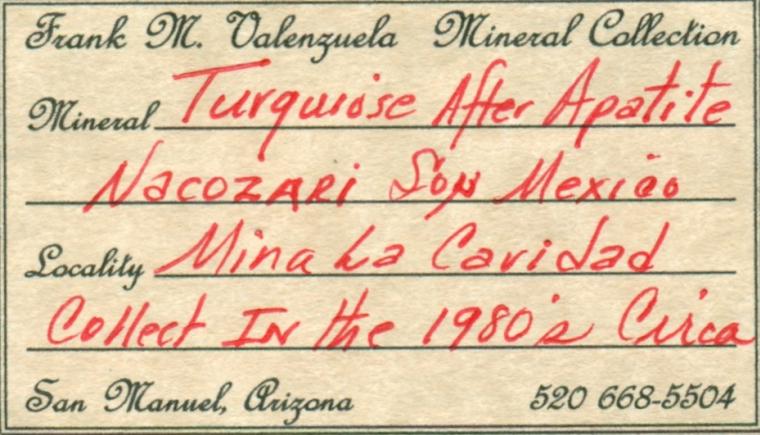 Frank M. Valenzuela Mineral Collection
Mineral Turquoise After Apatite
Nacozari Son Mexico
Locality Mina La Caridad
Collect In the 1980's Circa
San Manuel, Arizona 520 668-5504